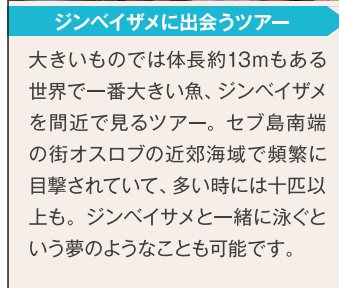 ジンベイザメに出会うツアー
大きいものでは体長約13mもある
世界で一番大きい魚、ジンベイザメ
を間近で見るツアー。セブ島南端
の街オスロブの近郊海域で頻繁に
目撃されていて、多い時には十匹以
上も。ジンベイサメと一緒に泳ぐと
いう夢のようなことも可能です。